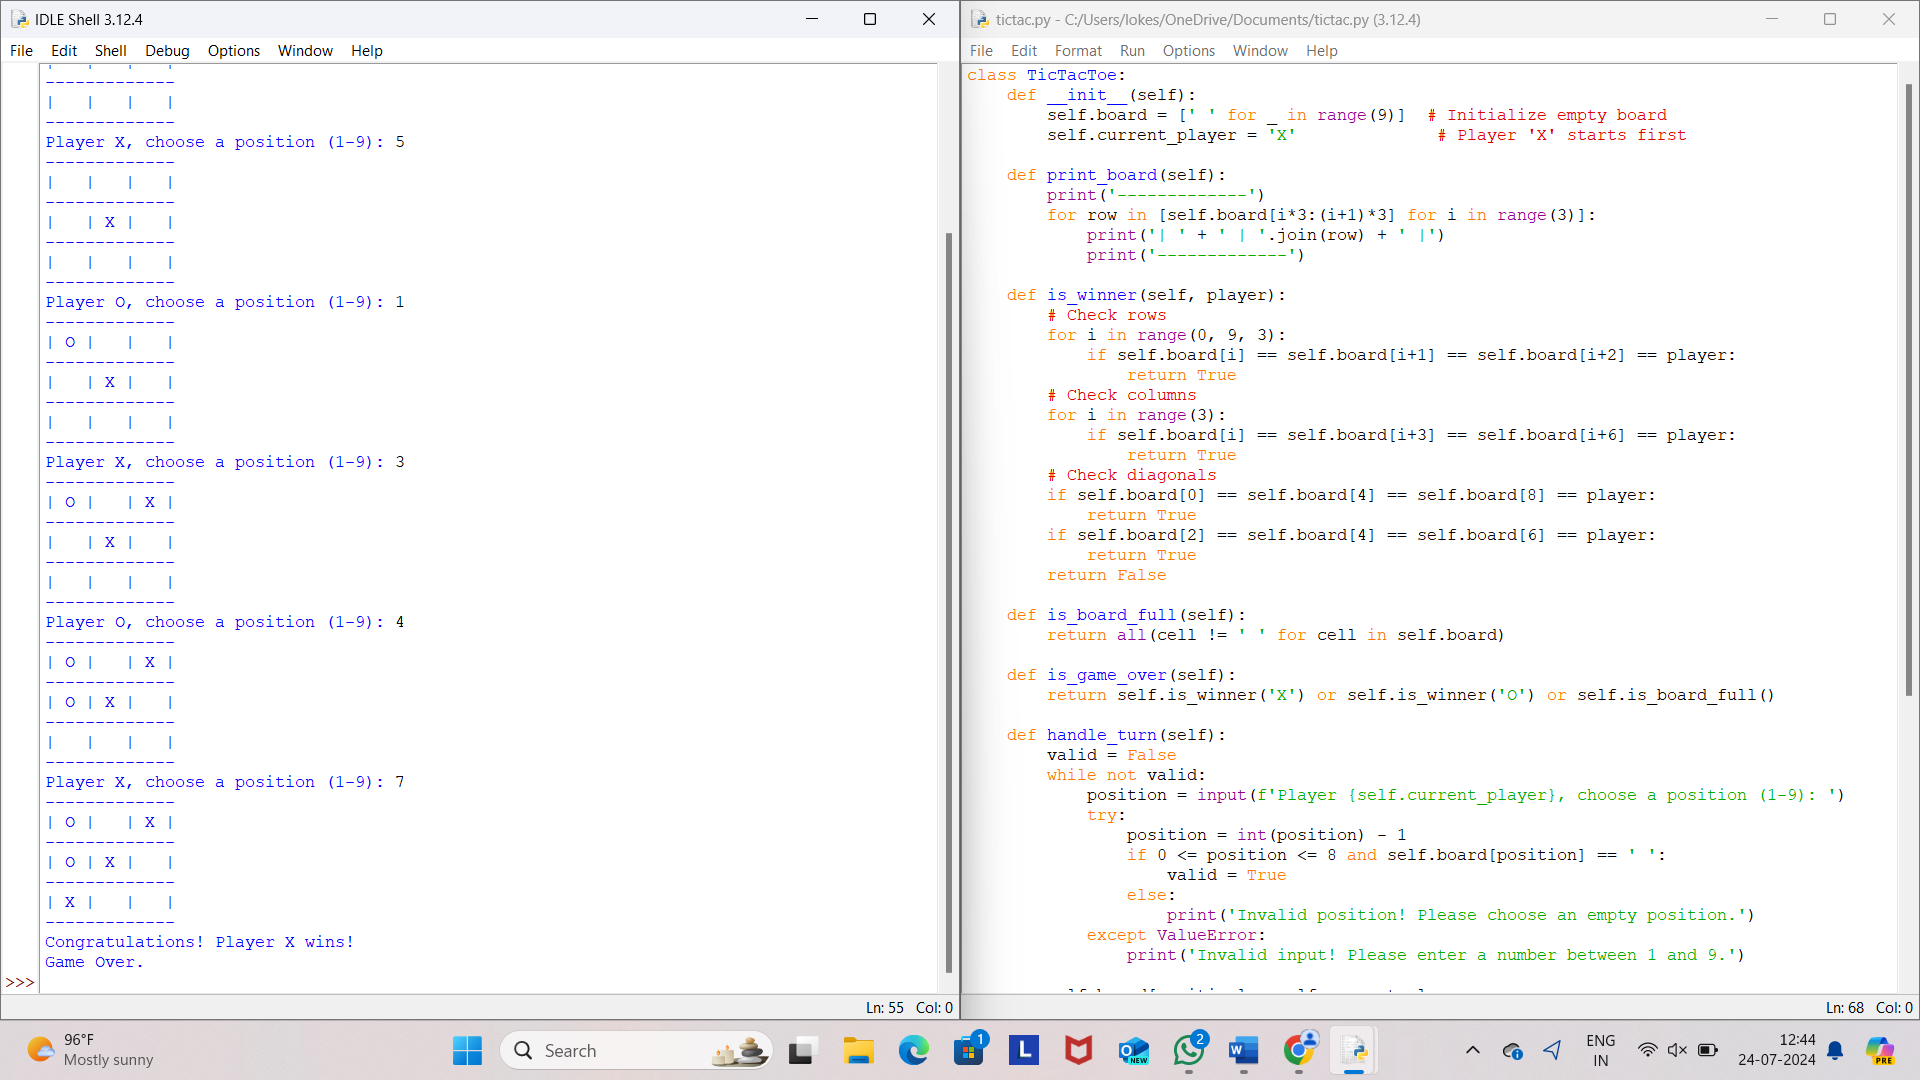 IDLE Shell 3.12.4
File Edit Shell Debug Options Window Help
-------------
|   |   |   |
-------------
Player X, choose a position (1-9): 5
-------------
|   |   |   |
-------------
|   | X |   |
-------------
|   |   |   |
-------------
Player O, choose a position (1-9): 1
-------------
| O |   |   |
-------------
|   | X |   |
-------------
|   |   |   |
-------------
Player X, choose a position (1-9): 3
-------------
| O |   | X |
-------------
|   | X |   |
-------------
|   |   |   |
-------------
Player O, choose a position (1-9): 4
-------------
| O |   | X |
-------------
| O | X |   |
-------------
|   |   |   |
-------------
Player X, choose a position (1-9): 7
-------------
| O |   | X |
-------------
| O | X |   |
-------------
| X |   |   |
-------------
Congratulations! Player X wins!
Game Over.
>>>
Ln: 55 Col: 0
tictac.py - C:/Users/lokes/OneDrive/Documents/tictac.py (3.12.4)
File Edit Format Run Options Window Help
class TicTacToe:
    def __init__(self):
        self.board = [' ' for _ in range(9)]  # Initialize empty board
        self.current_player = 'X'              # Player 'X' starts first
    def print_board(self):
        print('-------------')
        for row in [self.board[i*3:(i+1)*3] for i in range(3)]:
            print('| ' + ' | '.join(row) + ' |')
            print('-------------')
    def is_winner(self, player):
        # Check rows
        for i in range(0, 9, 3):
            if self.board[i] == self.board[i+1] == self.board[i+2] == player:
                return True
        # Check columns
        for i in range(3):
            if self.board[i] == self.board[i+3] == self.board[i+6] == player:
                return True
        # Check diagonals
        if self.board[0] == self.board[4] == self.board[8] == player:
            return True
        if self.board[2] == self.board[4] == self.board[6] == player:
            return True
        return False
    def is_board_full(self):
        return all(cell != ' ' for cell in self.board)
    def is_game_over(self):
        return self.is_winner('X') or self.is_winner('O') or self.is_board_full()
    def handle_turn(self):
        valid = False
        while not valid:
            position = input(f'Player {self.current_player}, choose a position (1-9): ')
            try:
                position = int(position) - 1
                if 0 <= position <= 8 and self.board[position] == ' ':
                    valid = True
                else:
                    print('Invalid position! Please choose an empty position.')
            except ValueError:
                print('Invalid input! Please enter a number between 1 and 9.')
Ln: 68 Col: 0
96°F
Mostly sunny
Search
1
L
NEW
2
W
ENG
IN
12:44
24-07-2024
PRE